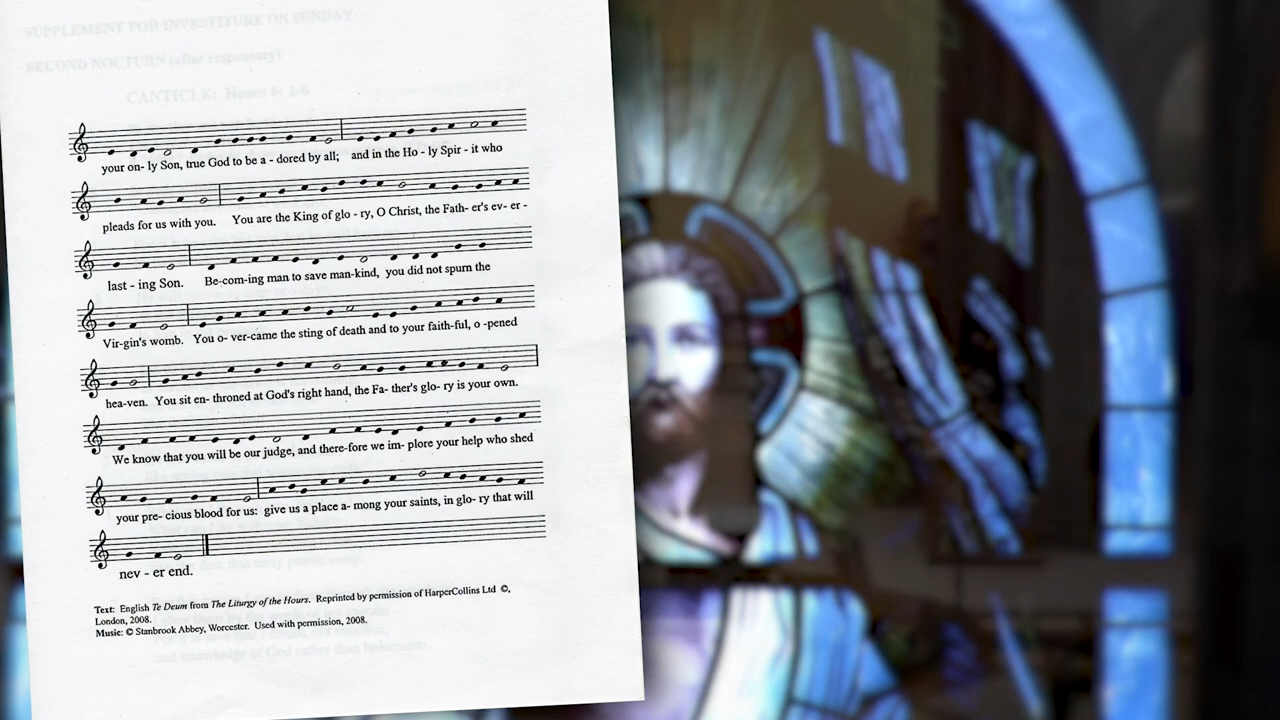 SUPPLEMENT FOR INVESTITURE ON SUNDAY
SECOND NOCTURN (after responsory)
CANTICLE: Hosea 6: 1-6
your on- ly Son, true God to be a - dored by all; and in the Ho - ly Spir - it who
pleads for us with you. You are the King of glo - ry, O Christ, the Fath- er's ev- er -
last - ing Son. Be-com-ing man to save man-kind, you did not spurn the
Vir-gin's womb. You o- ver-came the sting of death and to your faith-ful, o -pened
hea-ven. You sit en- throned at God's right hand, the Fa- ther's glo- ry is your own.
We know that you will be our judge, and there-fore we im- plore your help who shed
your pre- cious blood for us: give us a place a- mong your saints, in glo- ry that will
nev - er end.
Text: English Te Deum from The Liturgy of the Hours. Reprinted by permission of HarperCollins Ltd ©,
London, 2008.
Music: © Stanbrook Abbey, Worcester. Used with permission, 2008.
and knowledge of God rather than holocausts